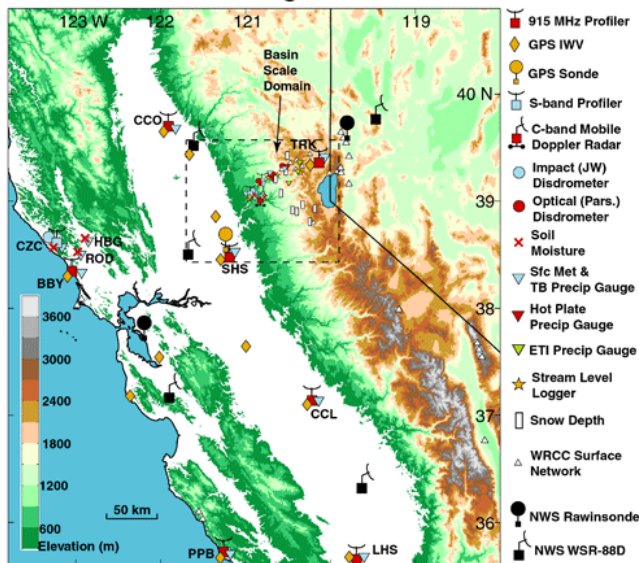 123 W
122
121
119
Basin
Scale
Domain
40 N
CCO
TRK
39
CZC
HBG
ROD
BBY
SHS
38
3600
3000
2400
1800
1200
600
Elevation (m)
50 km
CCL
37
36
PPB
LHS
915 MHz Profiler
GPS IWV
GPS Sonde
S-band Profiler
C-band Mobile
Doppler Radar
Impact (JW)
Disdrometer
Optical (Pars.)
Disdrometer
Soil
Moisture
Sfc Met &
TB Precip Gauge
Hot Plate
Precip Gauge
ETI Precip Gauge
Stream Level
Logger
Snow Depth
WRCC Surface
Network
NWS Rawinsonde
NWS WSR-88D